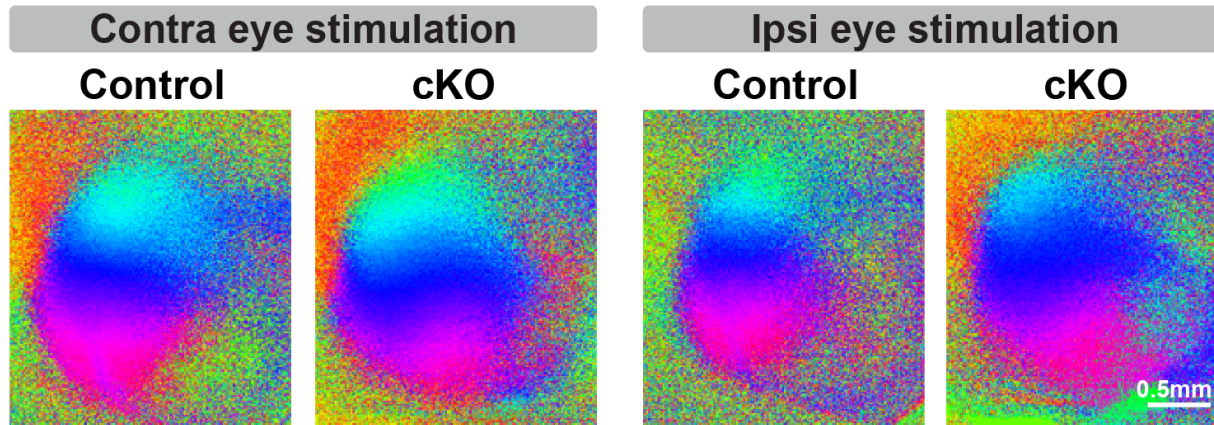 Contra eye stimulation
Ipsi eye stimulation
Control
cKO
Control
cKO
0.5mm